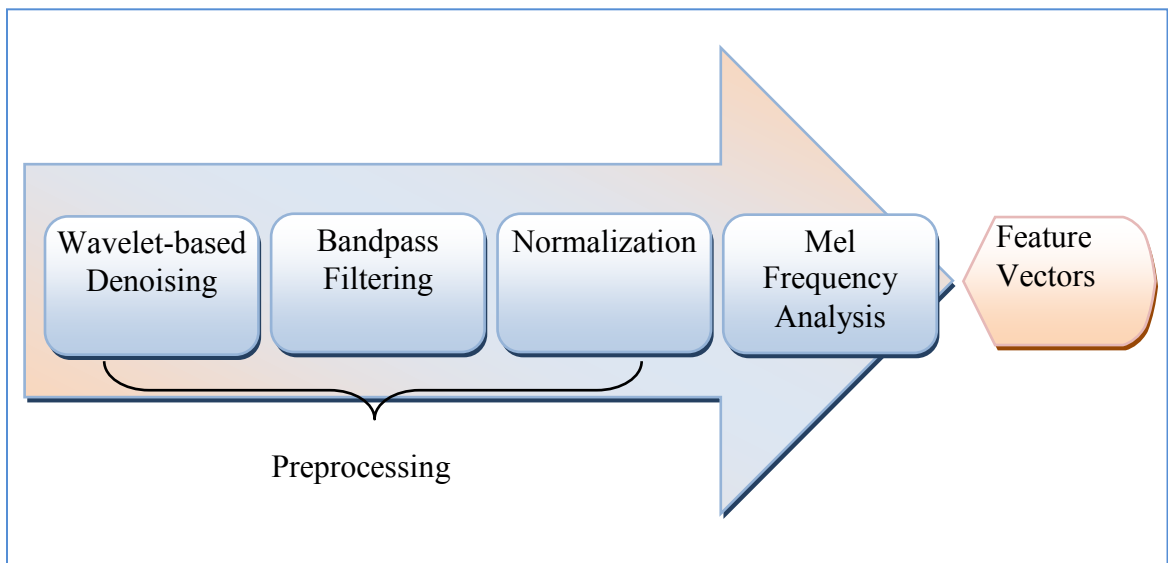 Wavelet-based
Denoising
Bandpass
Filtering
Normalization
Mel
Frequency
Analysis
Feature
Vectors
Preprocessing